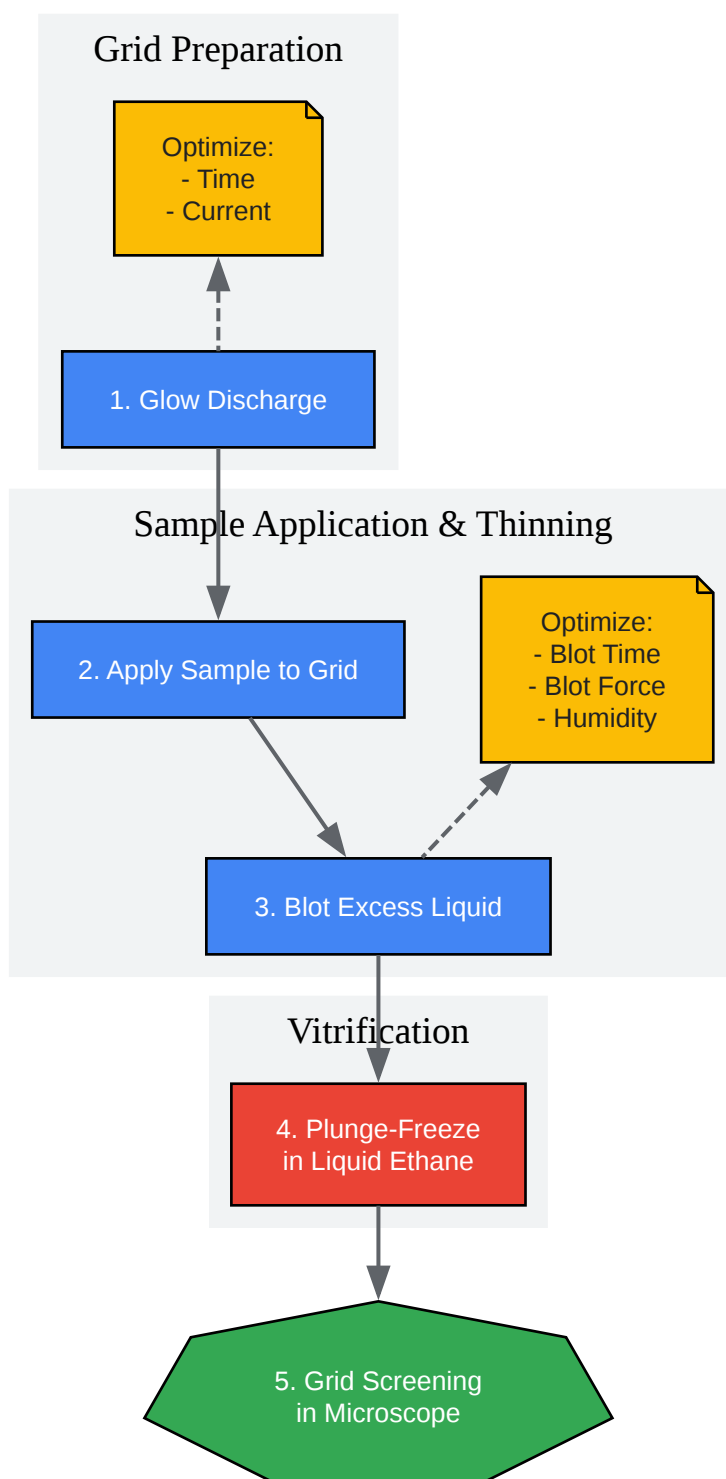 Grid Preparation
Optimize:
- Time
- Current
1. Glow Discharge
Sample Application & Thinning
2. Apply Sample to Grid
Optimize:
- Blot Time
- Blot Force
- Humidity
3. Blot Excess Liquid
Vitrification
4. Plunge-Freeze
in Liquid Ethane
5. Grid Screening
in Microscope